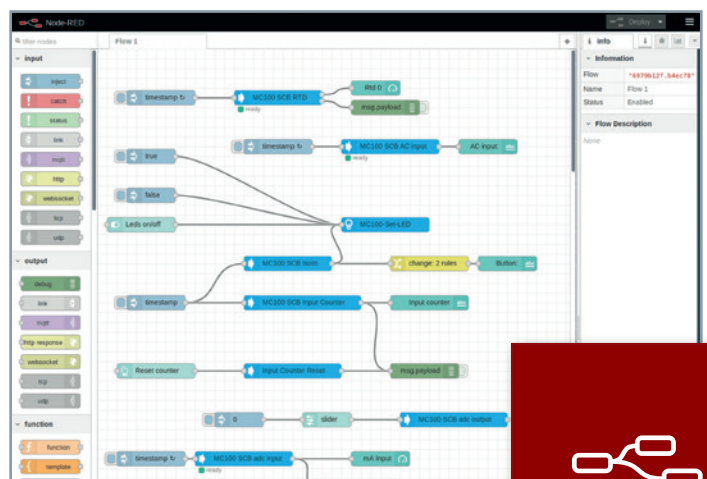 Node-RED
Deploy
filter nodes
Flow 1
info
i
input
inject
catch
status
link
mqtt
http
websocket
tcp
udp
output
debug
link
mqtt
http response
websocket
tcp
udp
function
function
template
timestamp ↻
MC100 SCB RTD
ready
Rtd 0
msg.payload
timestamp ↻
MC100 SCB AC input
ready
AC input
abc
true
false
Leds on/off
MC100-Set-LED
change: 2 rules
Button
abc
timestamp
MC100 SCB Input Counter
Input counter
abc
Reset counter
Input Counter Reset
msg.payload
0
slider
MC100 SCB adc output
timestamp ↻
MC100 SCB adc input
ready
mA Input
Information
Flow
Name
Flow 1
Status
Enabled
Flow Description
None